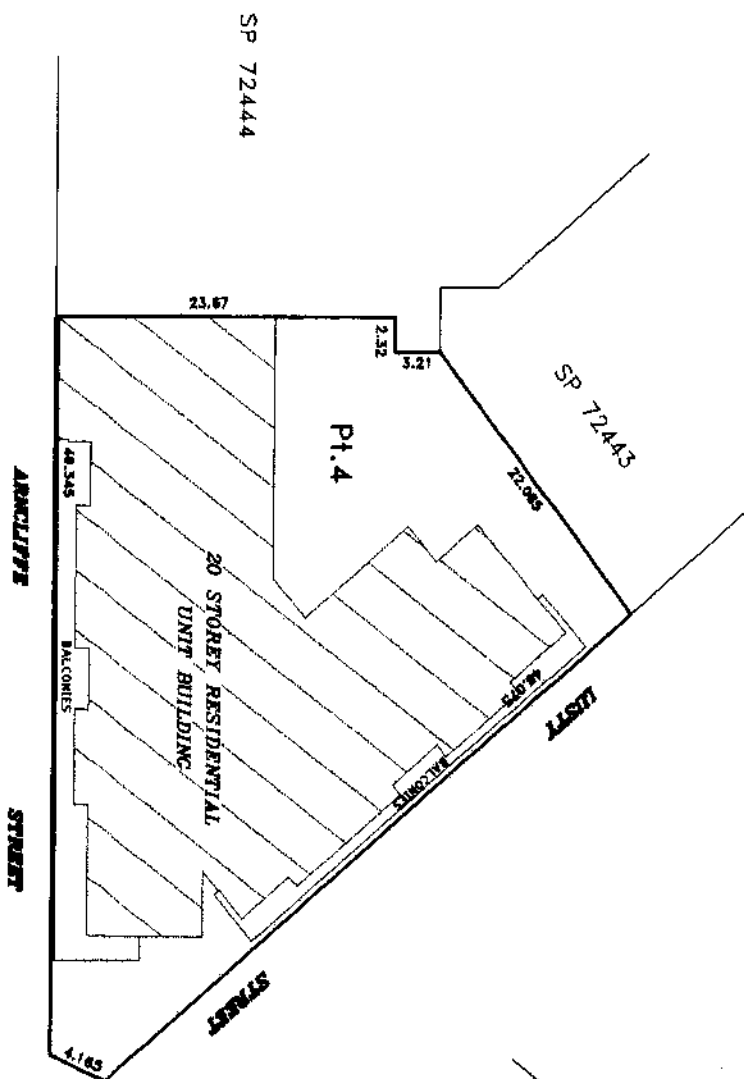 SP 72444
SP 72443
23.67
2.32
3.21
22.085
Pt.4
48.345
ARNCLIFFE
STREET
BALCONIES
20 STOREY RESIDENTIAL
UNIT BUILDING
48.075
BALCONIES
LUSTY
STREET
4.165